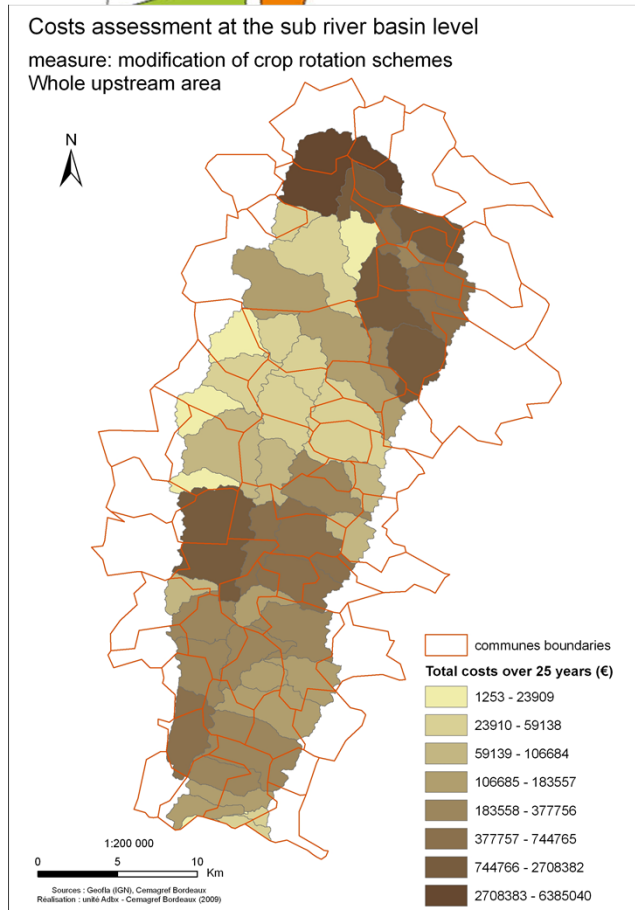 Costs assessment at the sub river basin level
measure: modification of crop rotation schemes
Whole upstream area
N
communes boundaries
Total costs over 25 years (€)
1253 - 23909
23910 - 59138
59139 - 106684
106685 - 183557
183558 - 377756
377757 - 744765
744766 - 2708382
2708383 - 6385040
1:200 000
0 5 10
Km
Sources : Geofla (IGN), Cemagref Bordeaux
Réalisation : unité Adbx - Cemagref Bordeaux (2009)